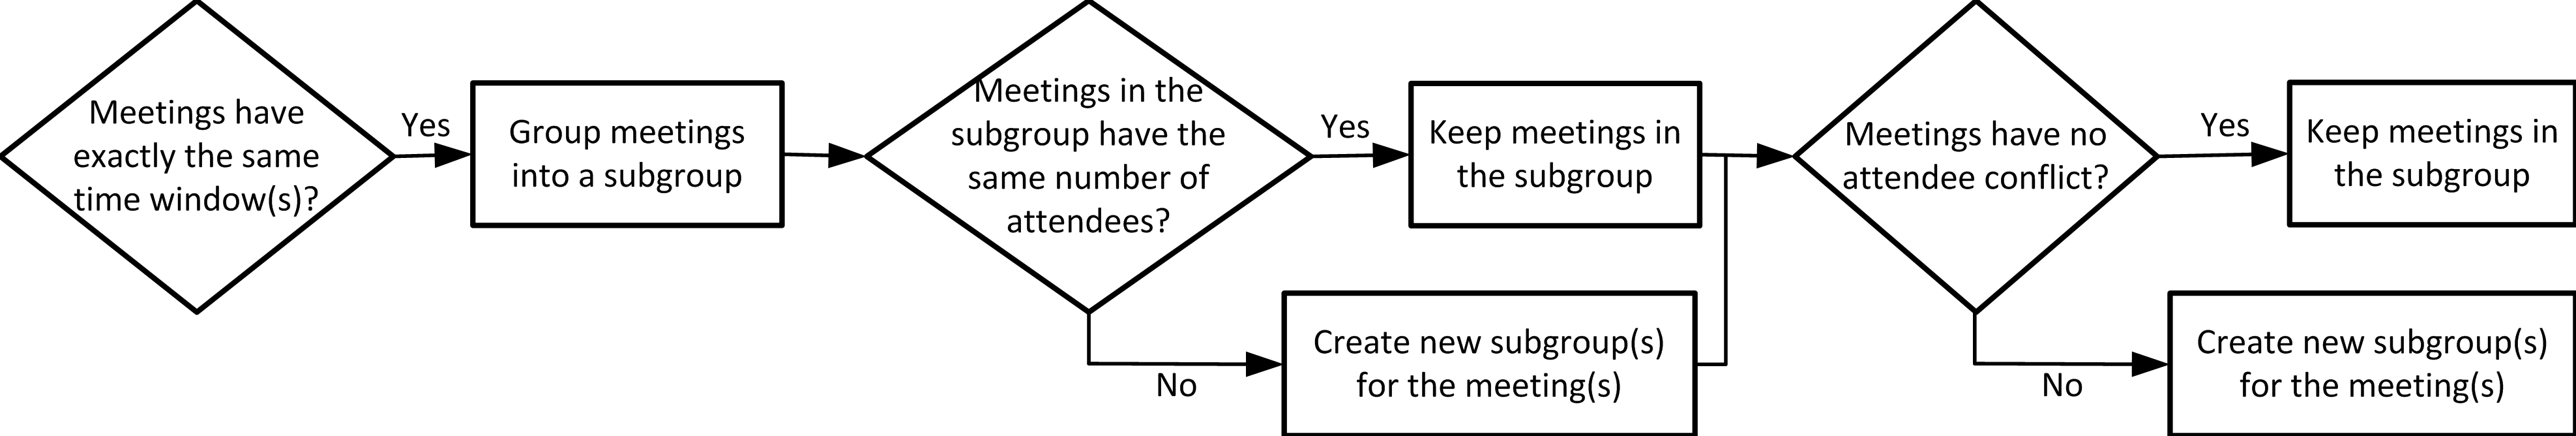 Meetings have
exactly the same
time window(s)?
Yes
Group meetings
into a subgroup
Meetings in the
subgroup have the
same number of
attendees?
Yes
Keep meetings in
the subgroup
No
Create new subgroup(s)
for the meeting(s)
Meetings have no
attendee conflict?
Yes
Keep meetings in
the subgroup
No
Create new subgroup(s)
for the meeting(s)